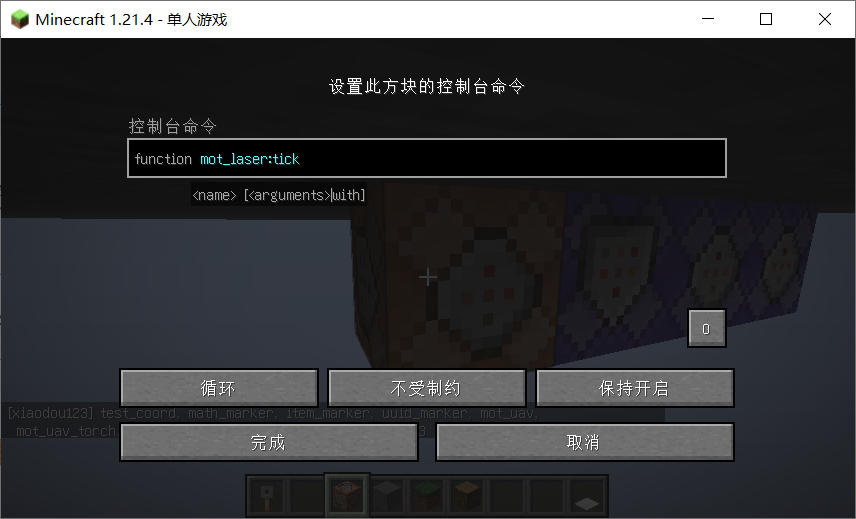 Minecraft 1.21.4 - 单人游戏
设置此方块的控制台命令
控制台命令
function mot_laser:tick
<name> [<arguments>|with]
0
循环 不受制约 保持开启
[xiaodou123] test_coord, math_marker, item_marker, uuid_marker, mot_uav,
mot_uav_torch
完成 取消